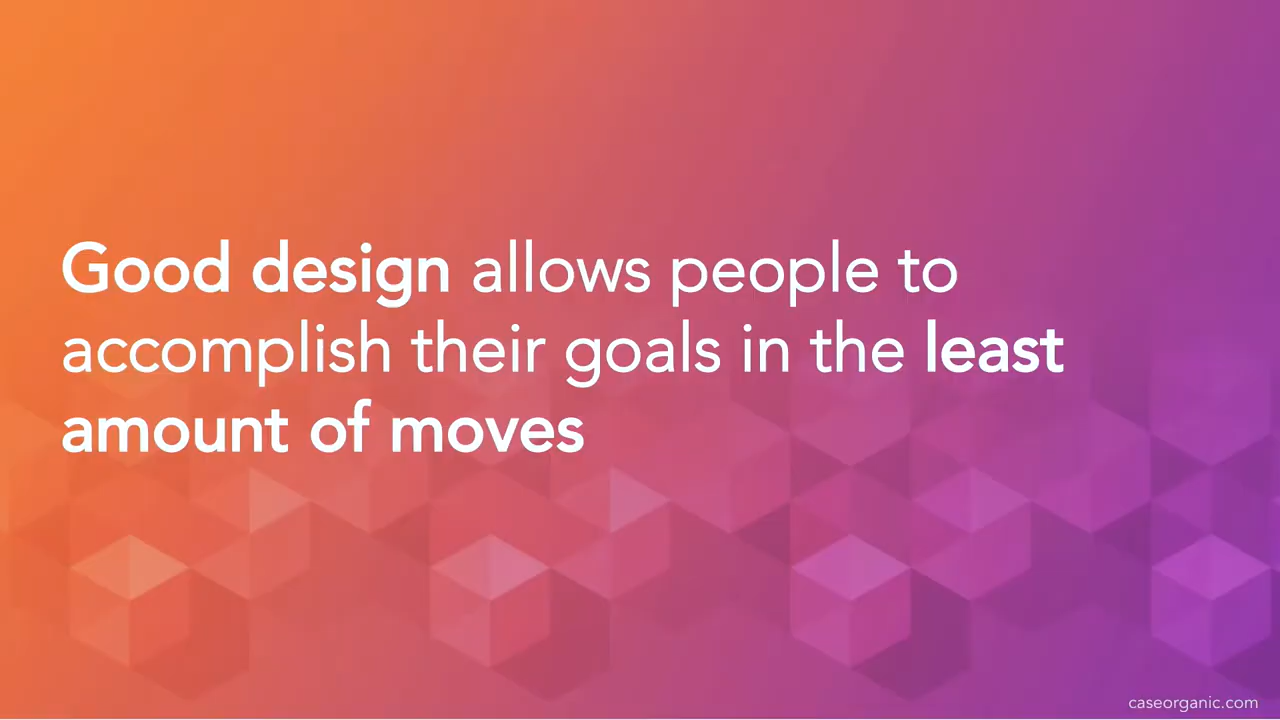 Good design allows people to
accomplish their goals in the least
amount of moves
caseorganic.com